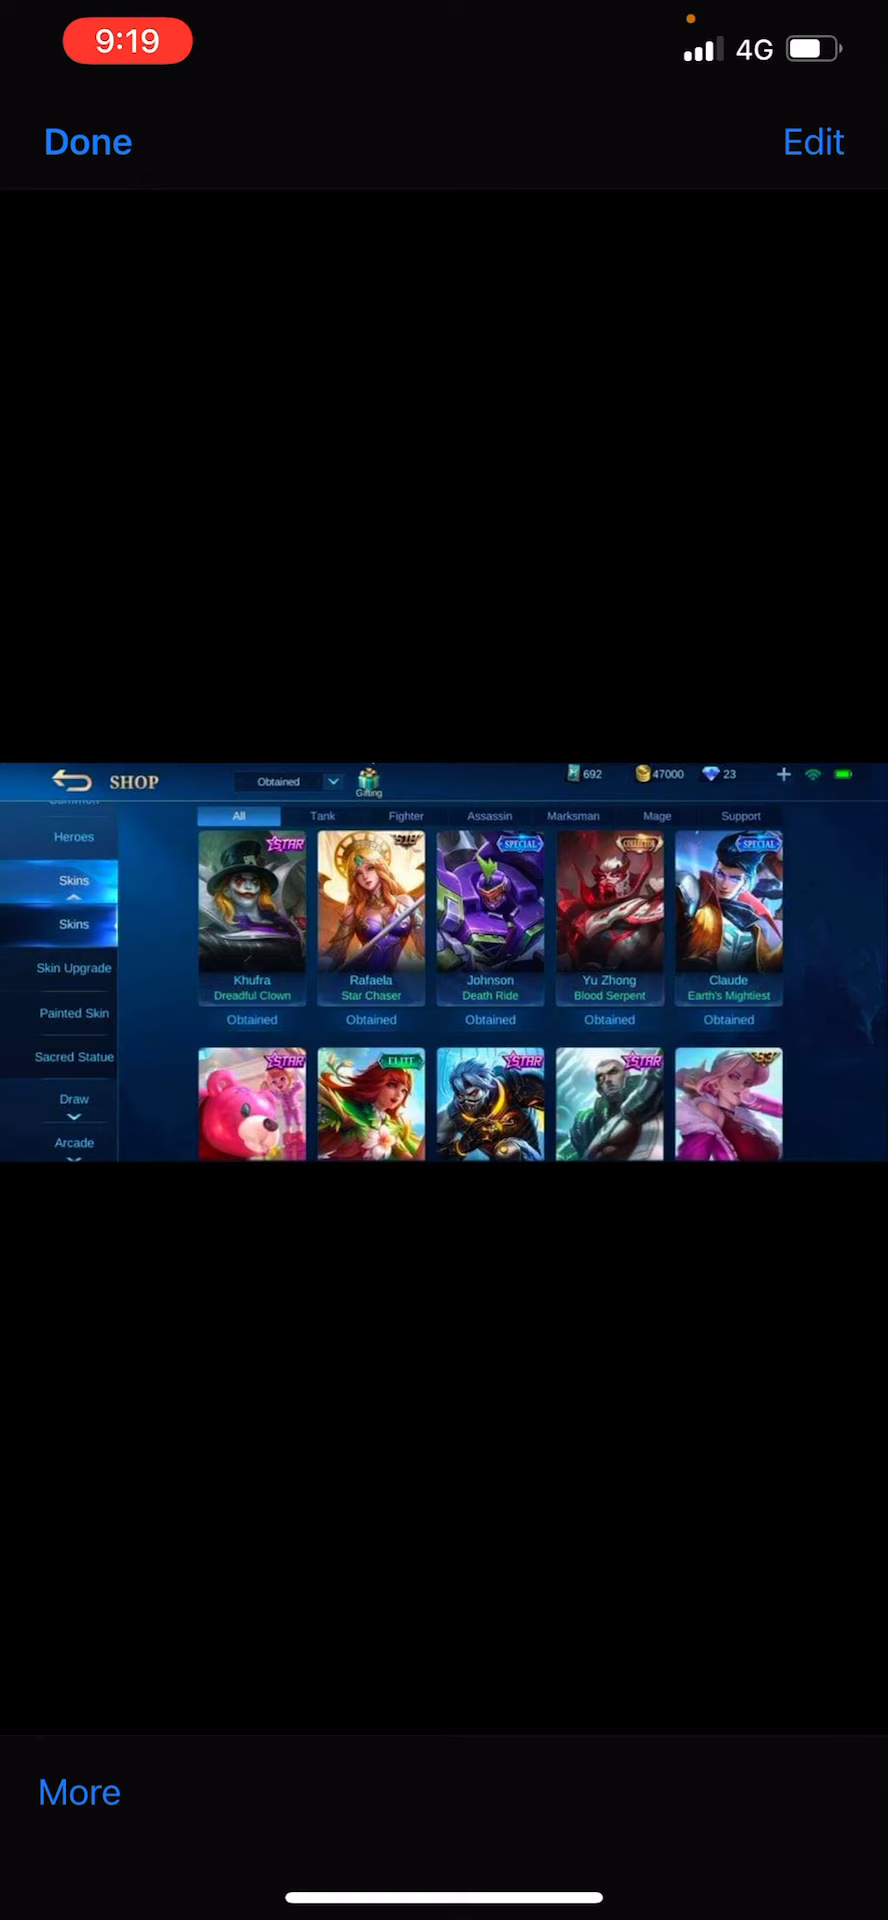 9:19
4G
Done
Edit
SHOP
Obtained
Gifting
692
47000
23
All
Tank
Fighter
Assassin
Marksman
Mage
Support
Heroes
Skins
Skins
Skin Upgrade
Painted Skin
Sacred Statue
Draw
Arcade
STAR
SPECIAL
COLLECTOR
SPECIAL
Khufra
Rafaela
Johnson
Yu Zhong
Claude
Dreadful Clown
Star Chaser
Death Ride
Blood Serpent
Earth's Mightiest
Obtained
Obtained
Obtained
Obtained
Obtained
STAR
ELITE
STAR
STAR
More